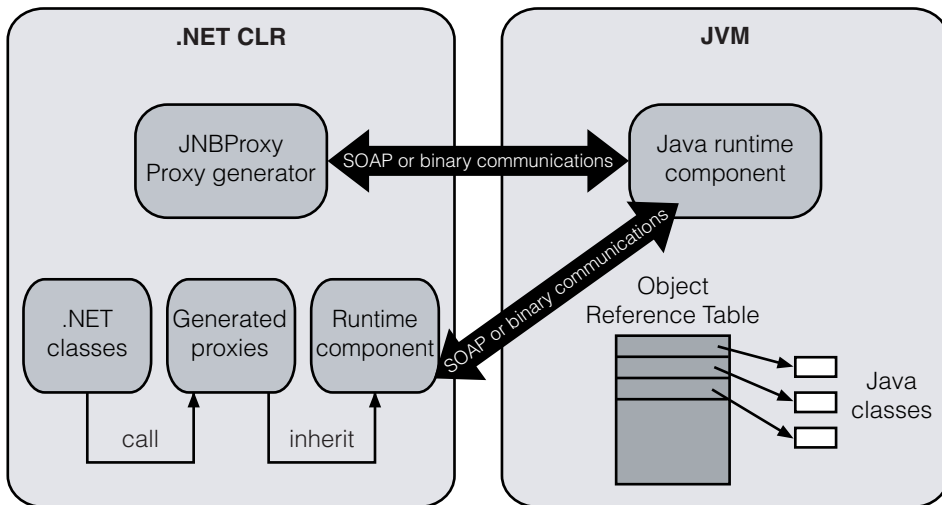 .NET CLR
JNBProxy
Proxy generator
SOAP or binary communications
.NET
classes
Generated
proxies
Runtime
component
call
inherit
SOAP or binary communications
JVM
Java runtime
component
Object
Reference Table
Java
classes